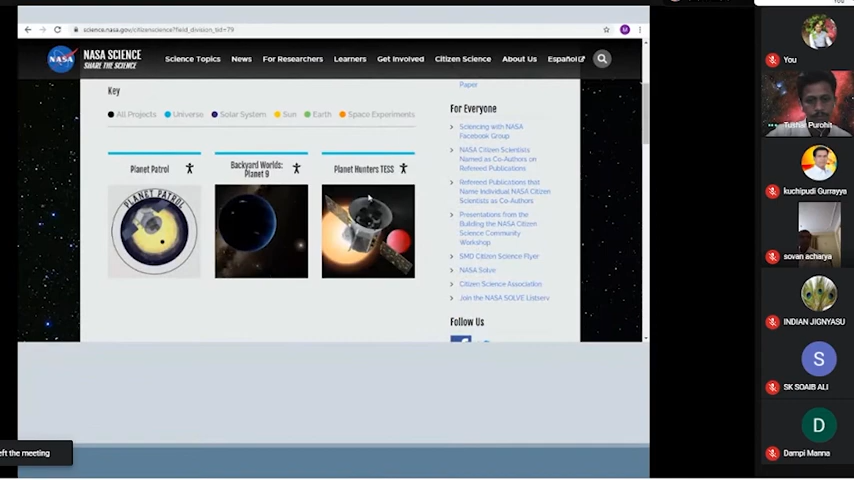 science.nasa.gov/citizenscience?field_division_tid=79
M
NASA
NASA SCIENCE
SHARE THE SCIENCE
Science Topics
News
For Researchers
Learners
Get Involved
Citizen Science
About Us
Español
Key
All Projects
Universe
Solar System
Sun
Earth
Space Experiments
Planet Patrol
Backyard Worlds:
Planet 9
Planet Hunters TESS
PLANET PATROL
Paper
For Everyone
Sciencing with NASA
Facebook Group
NASA Citizen Scientists
Named as Co-Authors on
Refereed Publications
Refereed Publications that
Name Individual NASA Citizen
Scientists as Co-Authors
Presentations from the
Building the NASA Citizen
Science Community
Workshop
SMD Citizen Science Flyer
NASA Solve
Citizen Science Association
Join the NASA SOLVE Listserv
Follow Us
eft the meeting
You
Tushar Purohit
kuchipudi Gurrayya
sovan acharya
INDIAN JIGNYASU
S
SK SOAIB ALI
D
Dampi Manna